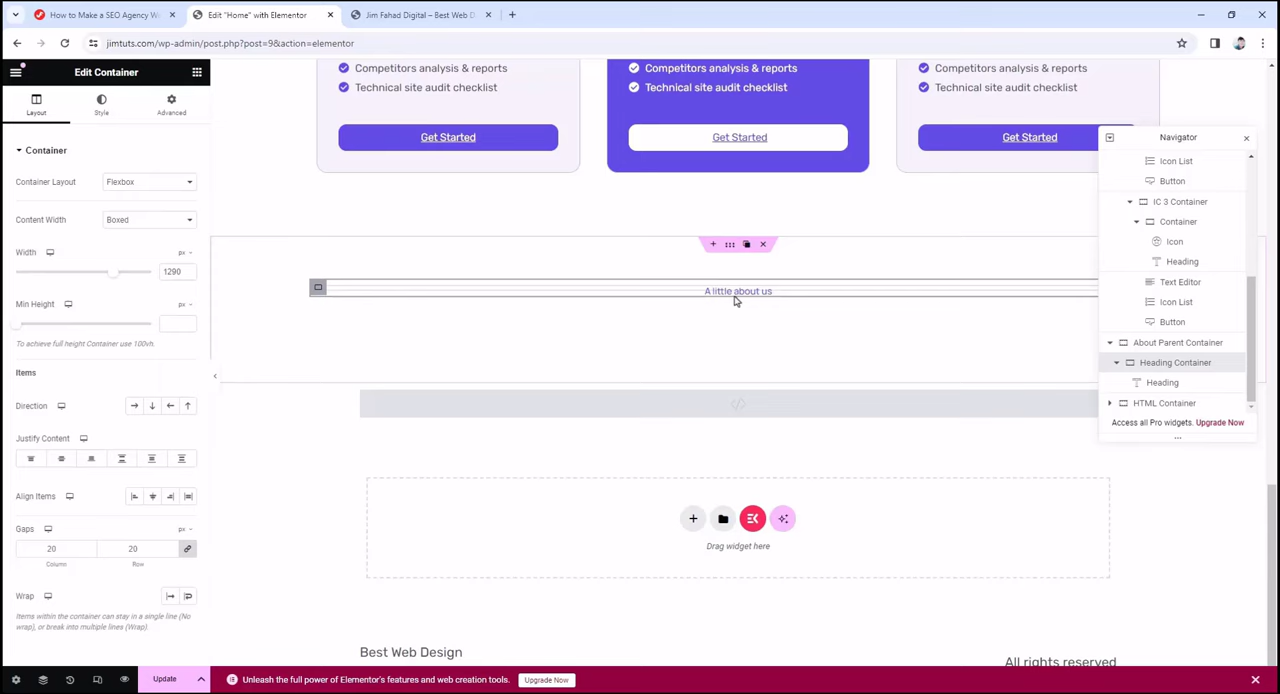 How to Make a SEO Agency W
Edit "Home" with Elementor
Jim Fahad Digital – Best Web D
jimtuts.com/wp-admin/post.php?post=9&action=elementor
Edit Container
Layout
Style
Advanced
Container
Container Layout
Flexbox
Content Width
Boxed
Width
px
1290
Min Height
px
To achieve full height Container use 100vh.
Items
Direction
Justify Content
Align Items
Gaps
px
20
20
Column
Row
Wrap
Items within the container can stay in a single line (No
wrap), or break into multiple lines (Wrap).
Update
Competitors analysis & reports
Technical site audit checklist
Get Started
Competitors analysis & reports
Technical site audit checklist
Get Started
Competitors analysis & reports
Technical site audit checklist
Get Started
A little about us
Drag widget here
Best Web Design
All rights reserved
Navigator
Icon List
Button
IC 3 Container
Container
Icon
Heading
Text Editor
Icon List
Button
About Parent Container
Heading Container
Heading
HTML Container
Access all Pro widgets. Upgrade Now
Unleash the full power of Elementor's features and web creation tools.
Upgrade Now